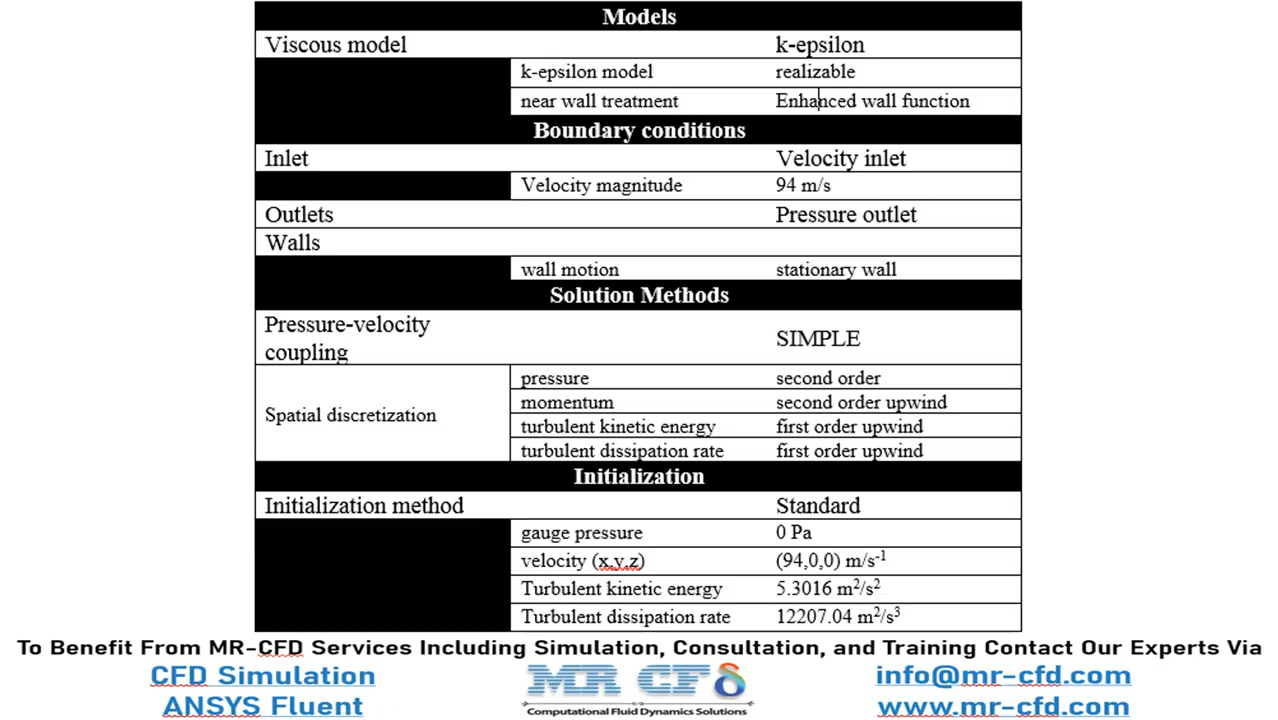 Models
Viscous model k-epsilon
k-epsilon model realizable
near wall treatment Enhanced wall function
Boundary conditions
Inlet Velocity inlet
Velocity magnitude 94 m/s
Outlets Pressure outlet
Walls
wall motion stationary wall
Solution Methods
Pressure-velocity
coupling SIMPLE
Spatial discretization
pressure second order
momentum second order upwind
turbulent kinetic energy first order upwind
turbulent dissipation rate first order upwind
Initialization
Initialization method Standard
gauge pressure 0 Pa
velocity (x,y,z) (94,0,0) m/s⁻¹
Turbulent kinetic energy 5.3016 m²/s²
Turbulent dissipation rate 12207.04 m²/s³
To Benefit From MR-CFD Services Including Simulation, Consultation, and Training Contact Our Experts Via
CFD Simulation
ANSYS Fluent
MR CFD
Computational Fluid Dynamics Solutions
info@mr-cfd.com
www.mr-cfd.com